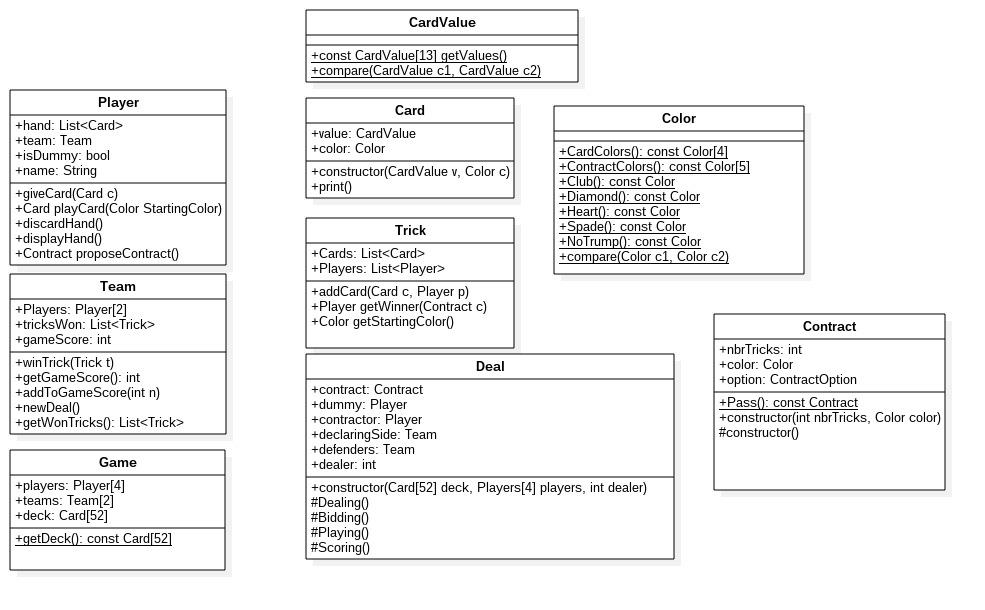 CardValue
+const CardValue[13] getValues()
+compare(CardValue c1, CardValue c2)
Player
+hand: List<Card>
+team: Team
+isDummy: bool
+name: String
+giveCard(Card c)
+Card playCard(Color StartingColor)
+discardHand()
+displayHand()
+Contract proposeContract()
Card
+value: CardValue
+color: Color
+constructor(CardValue v, Color c)
+print()
Color
+CardColors(): const Color[4]
+ContractColors(): const Color[5]
+Club(): const Color
+Diamond(): const Color
+Heart(): const Color
+Spade(): const Color
+NoTrump(): const Color
+compare(Color c1, Color c2)
Trick
+Cards: List<Card>
+Players: List<Player>
+addCard(Card c, Player p)
+Player getWinner(Contract c)
+Color getStartingColor()
Team
+Players: Player[2]
+tricksWon: List<Trick>
+gameScore: int
+winTrick(Trick t)
+getGameScore(): int
+addToGameScore(int n)
+newDeal()
+getWonTricks(): List<Trick>
Contract
+nbrTricks: int
+color: Color
+option: ContractOption
+Pass(): const Contract
+constructor(int nbrTricks, Color color)
#constructor()
Deal
+contract: Contract
+dummy: Player
+contractor: Player
+declaringSide: Team
+defenders: Team
+dealer: int
+constructor(Card[52] deck, Players[4] players, int dealer)
#Dealing()
#Bidding()
#Playing()
#Scoring()
Game
+players: Player[4]
+teams: Team[2]
+deck: Card[52]
+getDeck(): const Card[52]